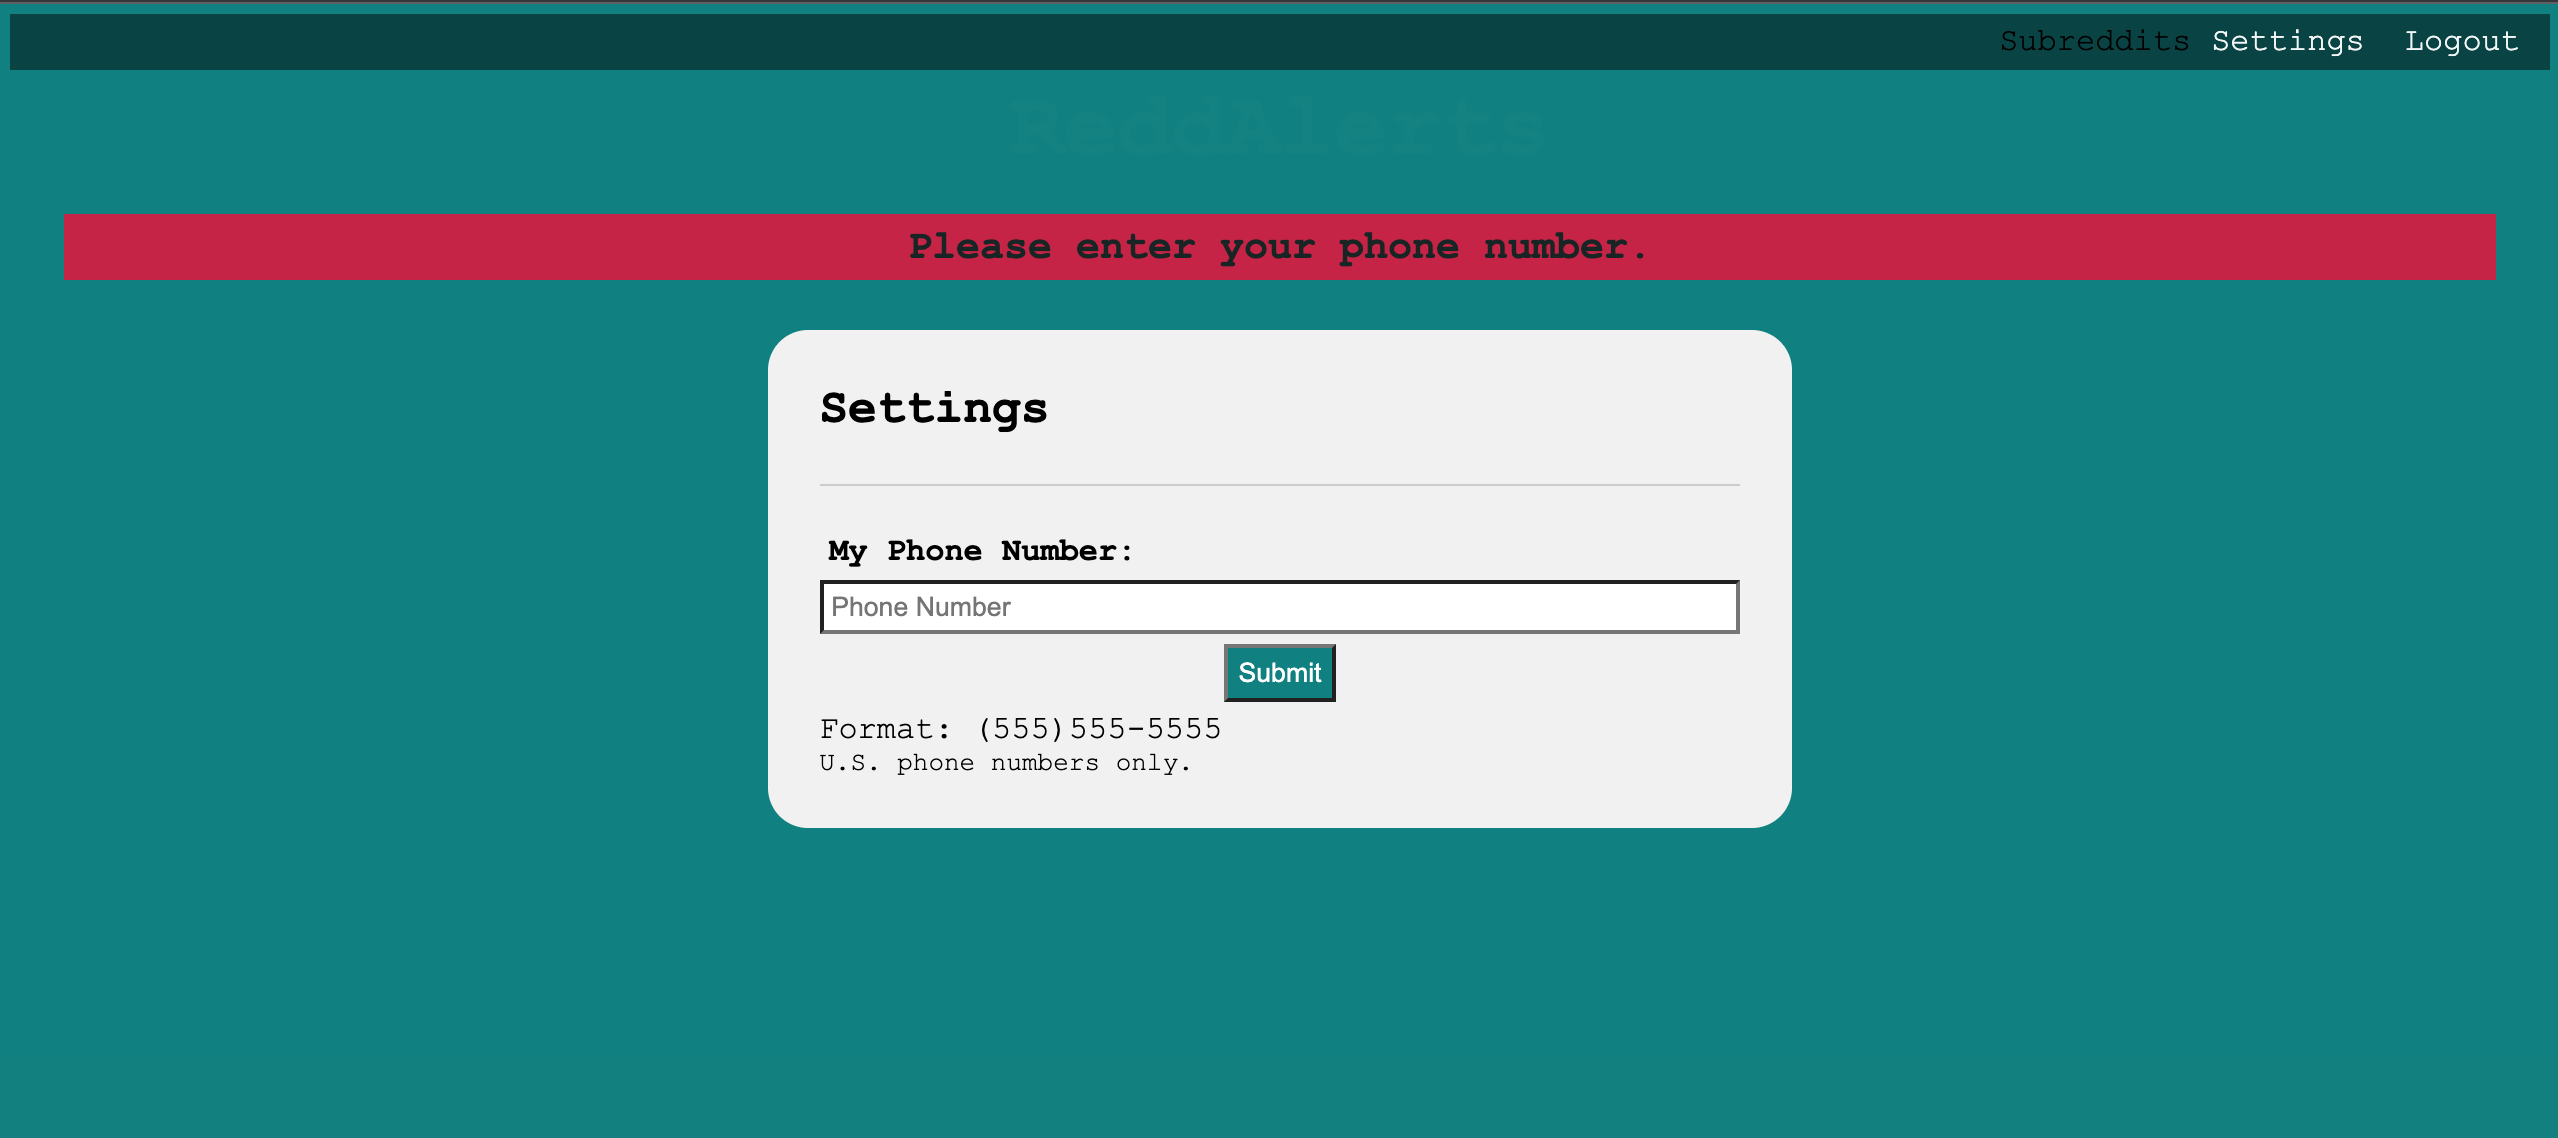 Subreddits Settings Logout
ReddAlerts
Please enter your phone number.
Settings
My Phone Number:
Phone Number
Submit
Format: (555)555-5555
U.S. phone numbers only.